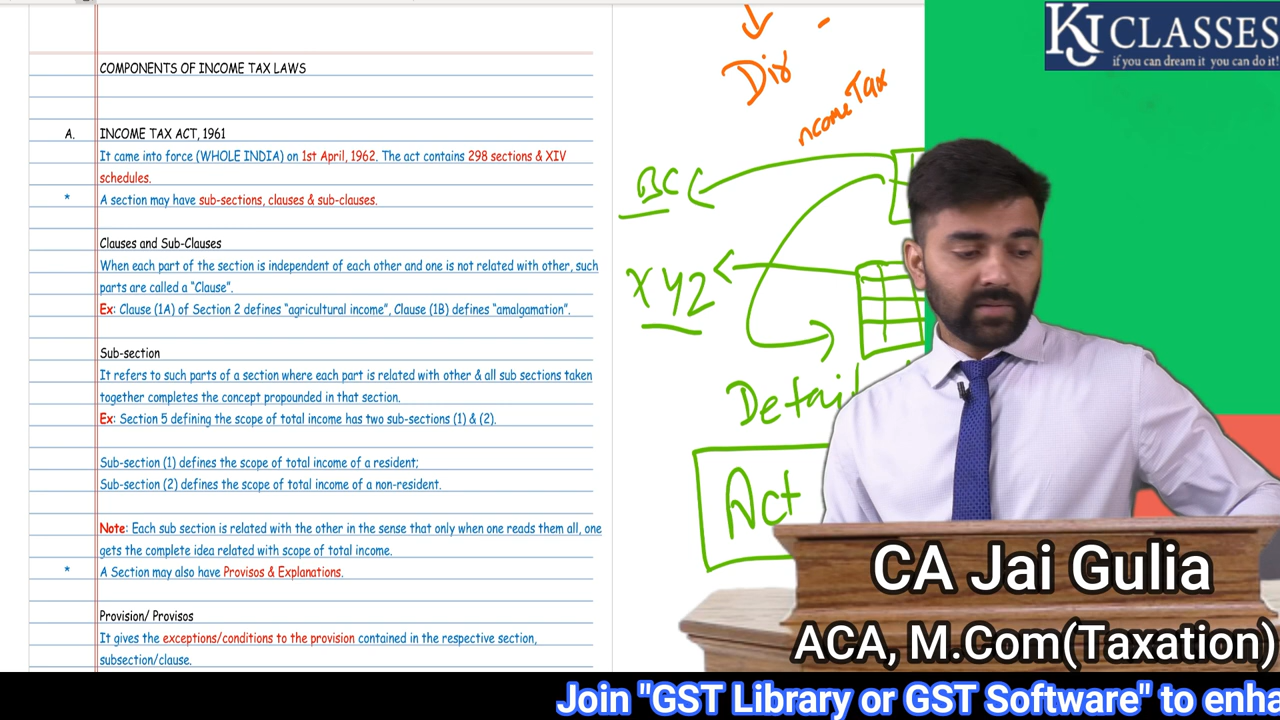 COMPONENTS OF INCOME TAX LAWS
A. INCOME TAX ACT, 1961
It came into force (WHOLE INDIA) on 1st April, 1962. The act contains 298 sections & XIV
schedules.
* A section may have sub-sections, clauses & sub-clauses.
Clauses and Sub-Clauses
When each part of the section is independent of each other and one is not related with other, such
parts are called a “Clause”.
Ex: Clause (1A) of Section 2 defines “agricultural income”, Clause (1B) defines “amalgamation”.
Sub-section
It refers to such parts of a section where each part is related with other & all sub sections taken
together completes the concept propounded in that section.
Ex: Section 5 defining the scope of total income has two sub-sections (1) & (2).
Sub-section (1) defines the scope of total income of a resident;
Sub-section (2) defines the scope of total income of a non-resident.
Note: Each sub section is related with the other in the sense that only when one reads them all, one
gets the complete idea related with scope of total income.
* A Section may also have Provisos & Explanations.
Provision/ Provisos
It gives the exceptions/conditions to the provision contained in the respective section,
subsection/clause.
Dir
ncome Tax
BC
XYZ
Detail
Act
KJ CLASSES
if you can dream it you can do it!
CA Jai Gulia
ACA, M.Com(Taxation)
Join "GST Library or GST Software" to enha